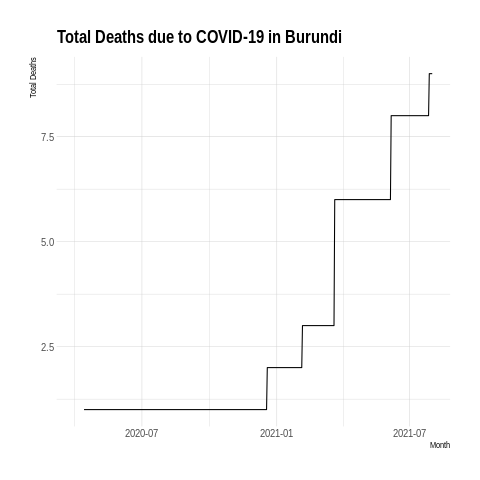 Total Deaths due to COVID-19 in Burundi
Total Deaths
7.5
5.0
2.5
2020-07 2021-01 2021-07
Month